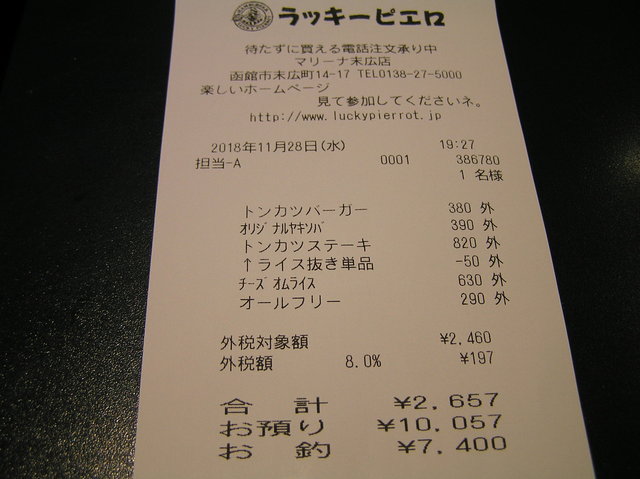 ラッキーピエロ
待たずに買える電話注文承り中
マリーナ末広店
函館市末広町14-17 TEL0138-27-5000
楽しいホームページ
見て参加してくださいネ。
http://www.luckypierrot.jp
2018年11月28日(水) 19:27
担当-A 0001 386780
1 名様
トンカツバーガー 380 外
ｵﾘｼﾞﾅﾙﾔｷｿﾊﾞ 390 外
トンカツステーキ 820 外
↑ライス抜き単品 -50 外
ﾁｰｽﾞｵﾑﾗｲｽ 630 外
オールフリー 290 外
外税対象額 ¥2,460
外税額 8.0% ¥197
合 計 ¥2,657
お預り ¥10,057
お 釣 ¥7,400